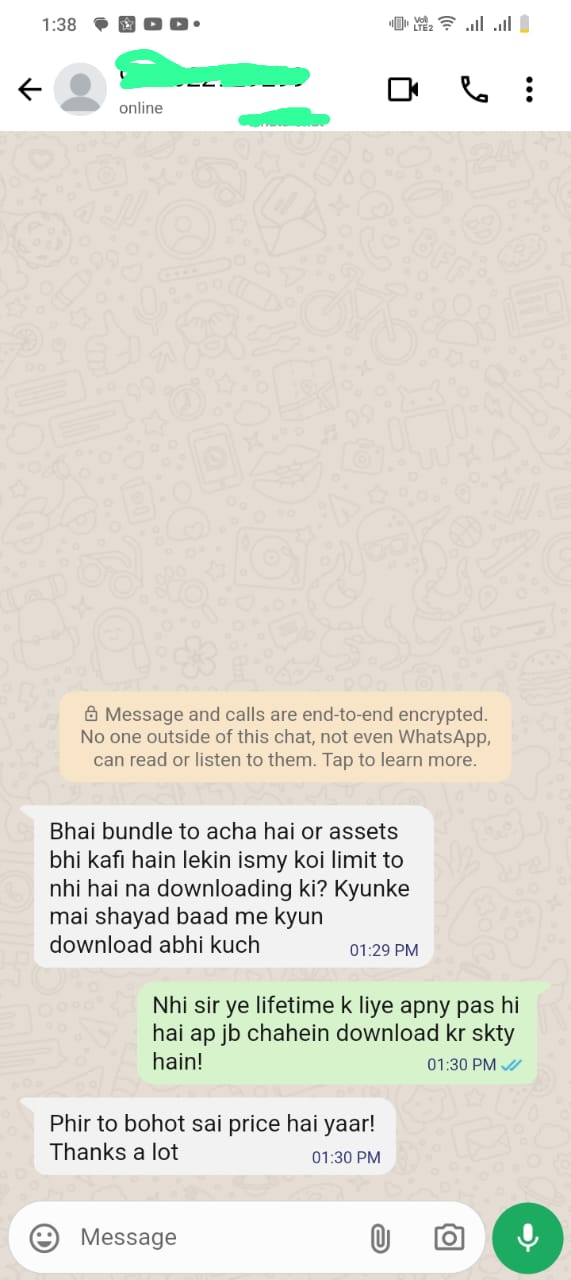 1:38
Vo))
LTE2
online
Message and calls are end-to-end encrypted.
No one outside of this chat, not even WhatsApp,
can read or listen to them. Tap to learn more.
Bhai bundle to acha hai or assets
bhi kafi hain lekin ismy koi limit to
nhi hai na downloading ki? Kyunke
mai shayad baad me kyun
download abhi kuch
01:29 PM
Nhi sir ye lifetime k liye apny pas hi
hai ap jb chahein download kr skty
hain!
01:30 PM
Phir to bohot sai price hai yaar!
Thanks a lot
01:30 PM
Message